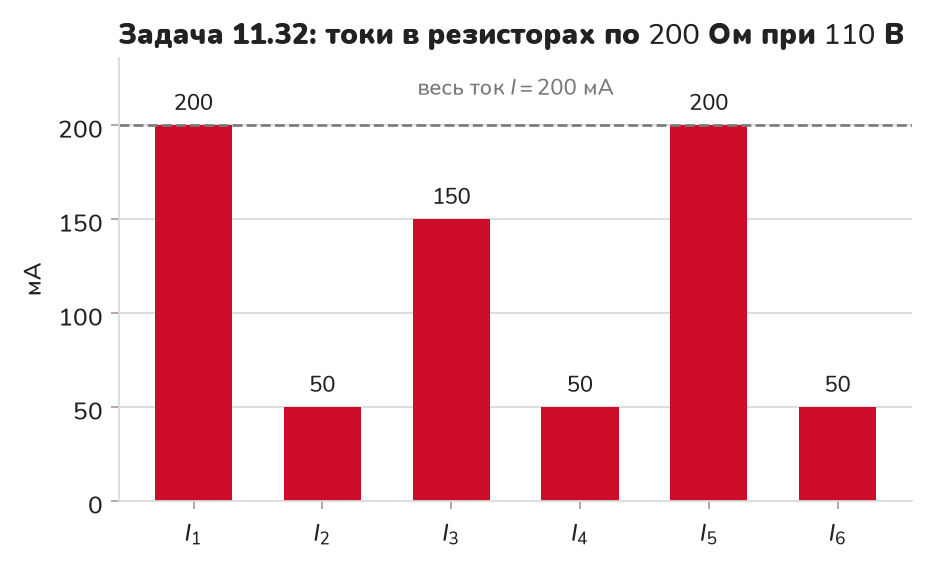 Задача 11.32: токи в резисторах по 200 Ом при 110 В
весь ток I = 200 мА
200
50
150
50
200
50
200
150
100
50
0
мА
I1
I2
I3
I4
I5
I6